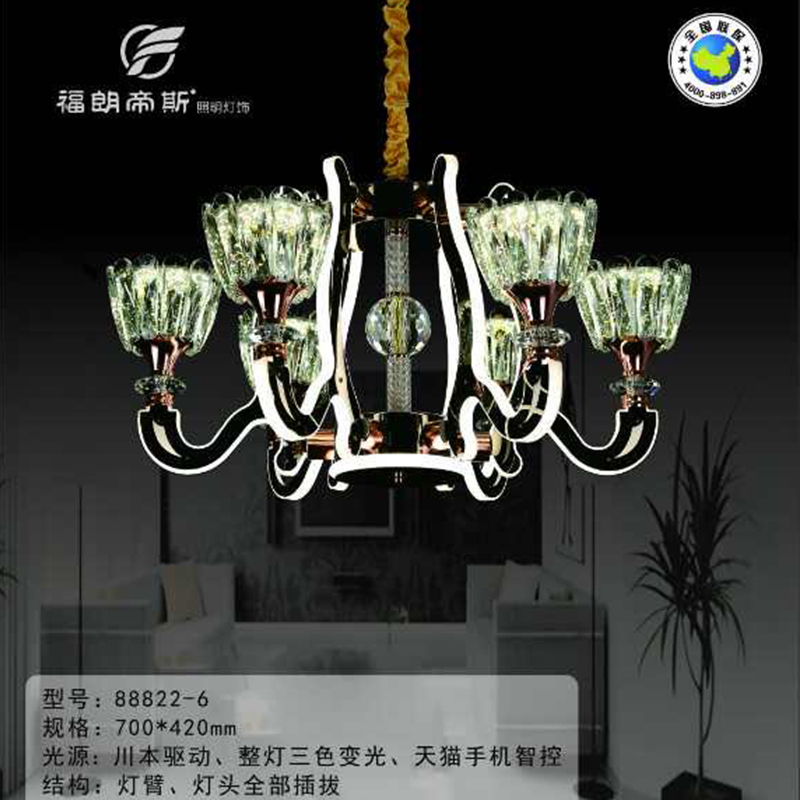 福朗帝斯 照明灯饰
全国联保
4000-898-891
型号：88822-6
规格：700*420mm
光源：川本驱动、整灯三色变光、天猫手机智控
结构：灯臂、灯头全部插拔